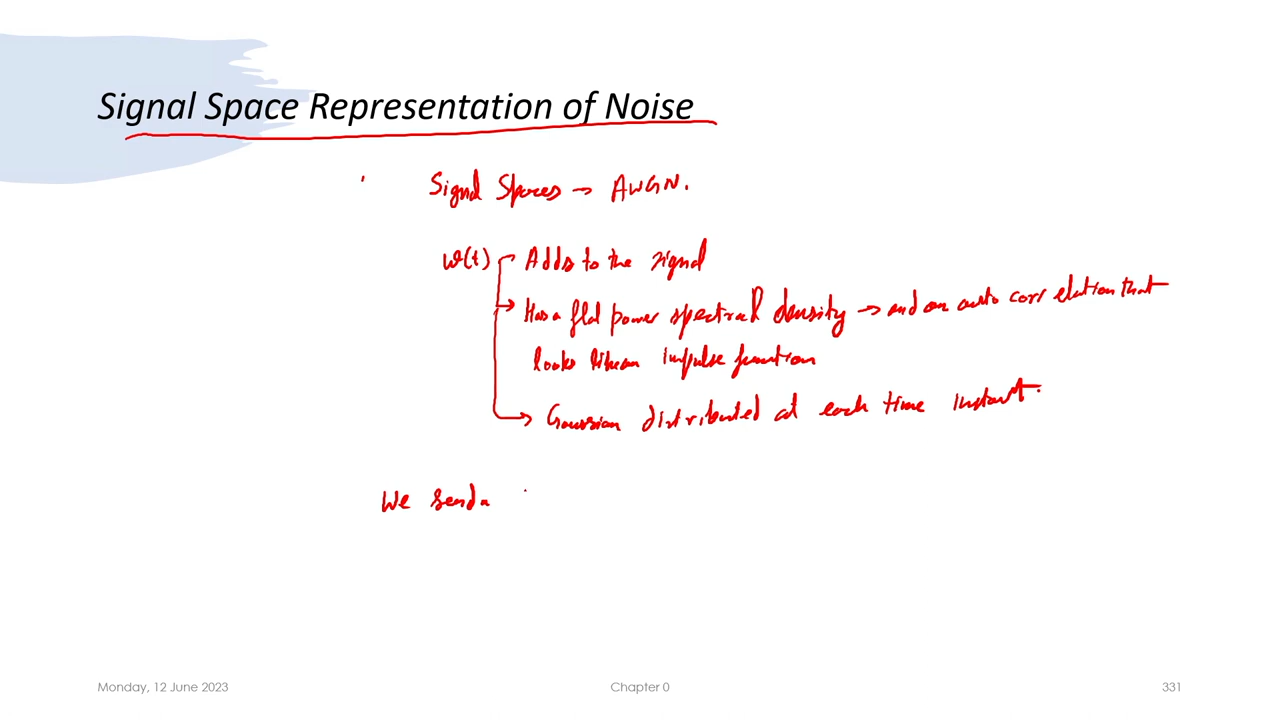 Signal Space Representation of Noise
Signal Spaces → AWGN.
w(t) Adds to the signal
→ Has a flat power spectral density → and an auto correlation that
looks like an impulse function
→ Gaussian distributed at each time instant.
We send a
Monday, 12 June 2023
Chapter 0
331